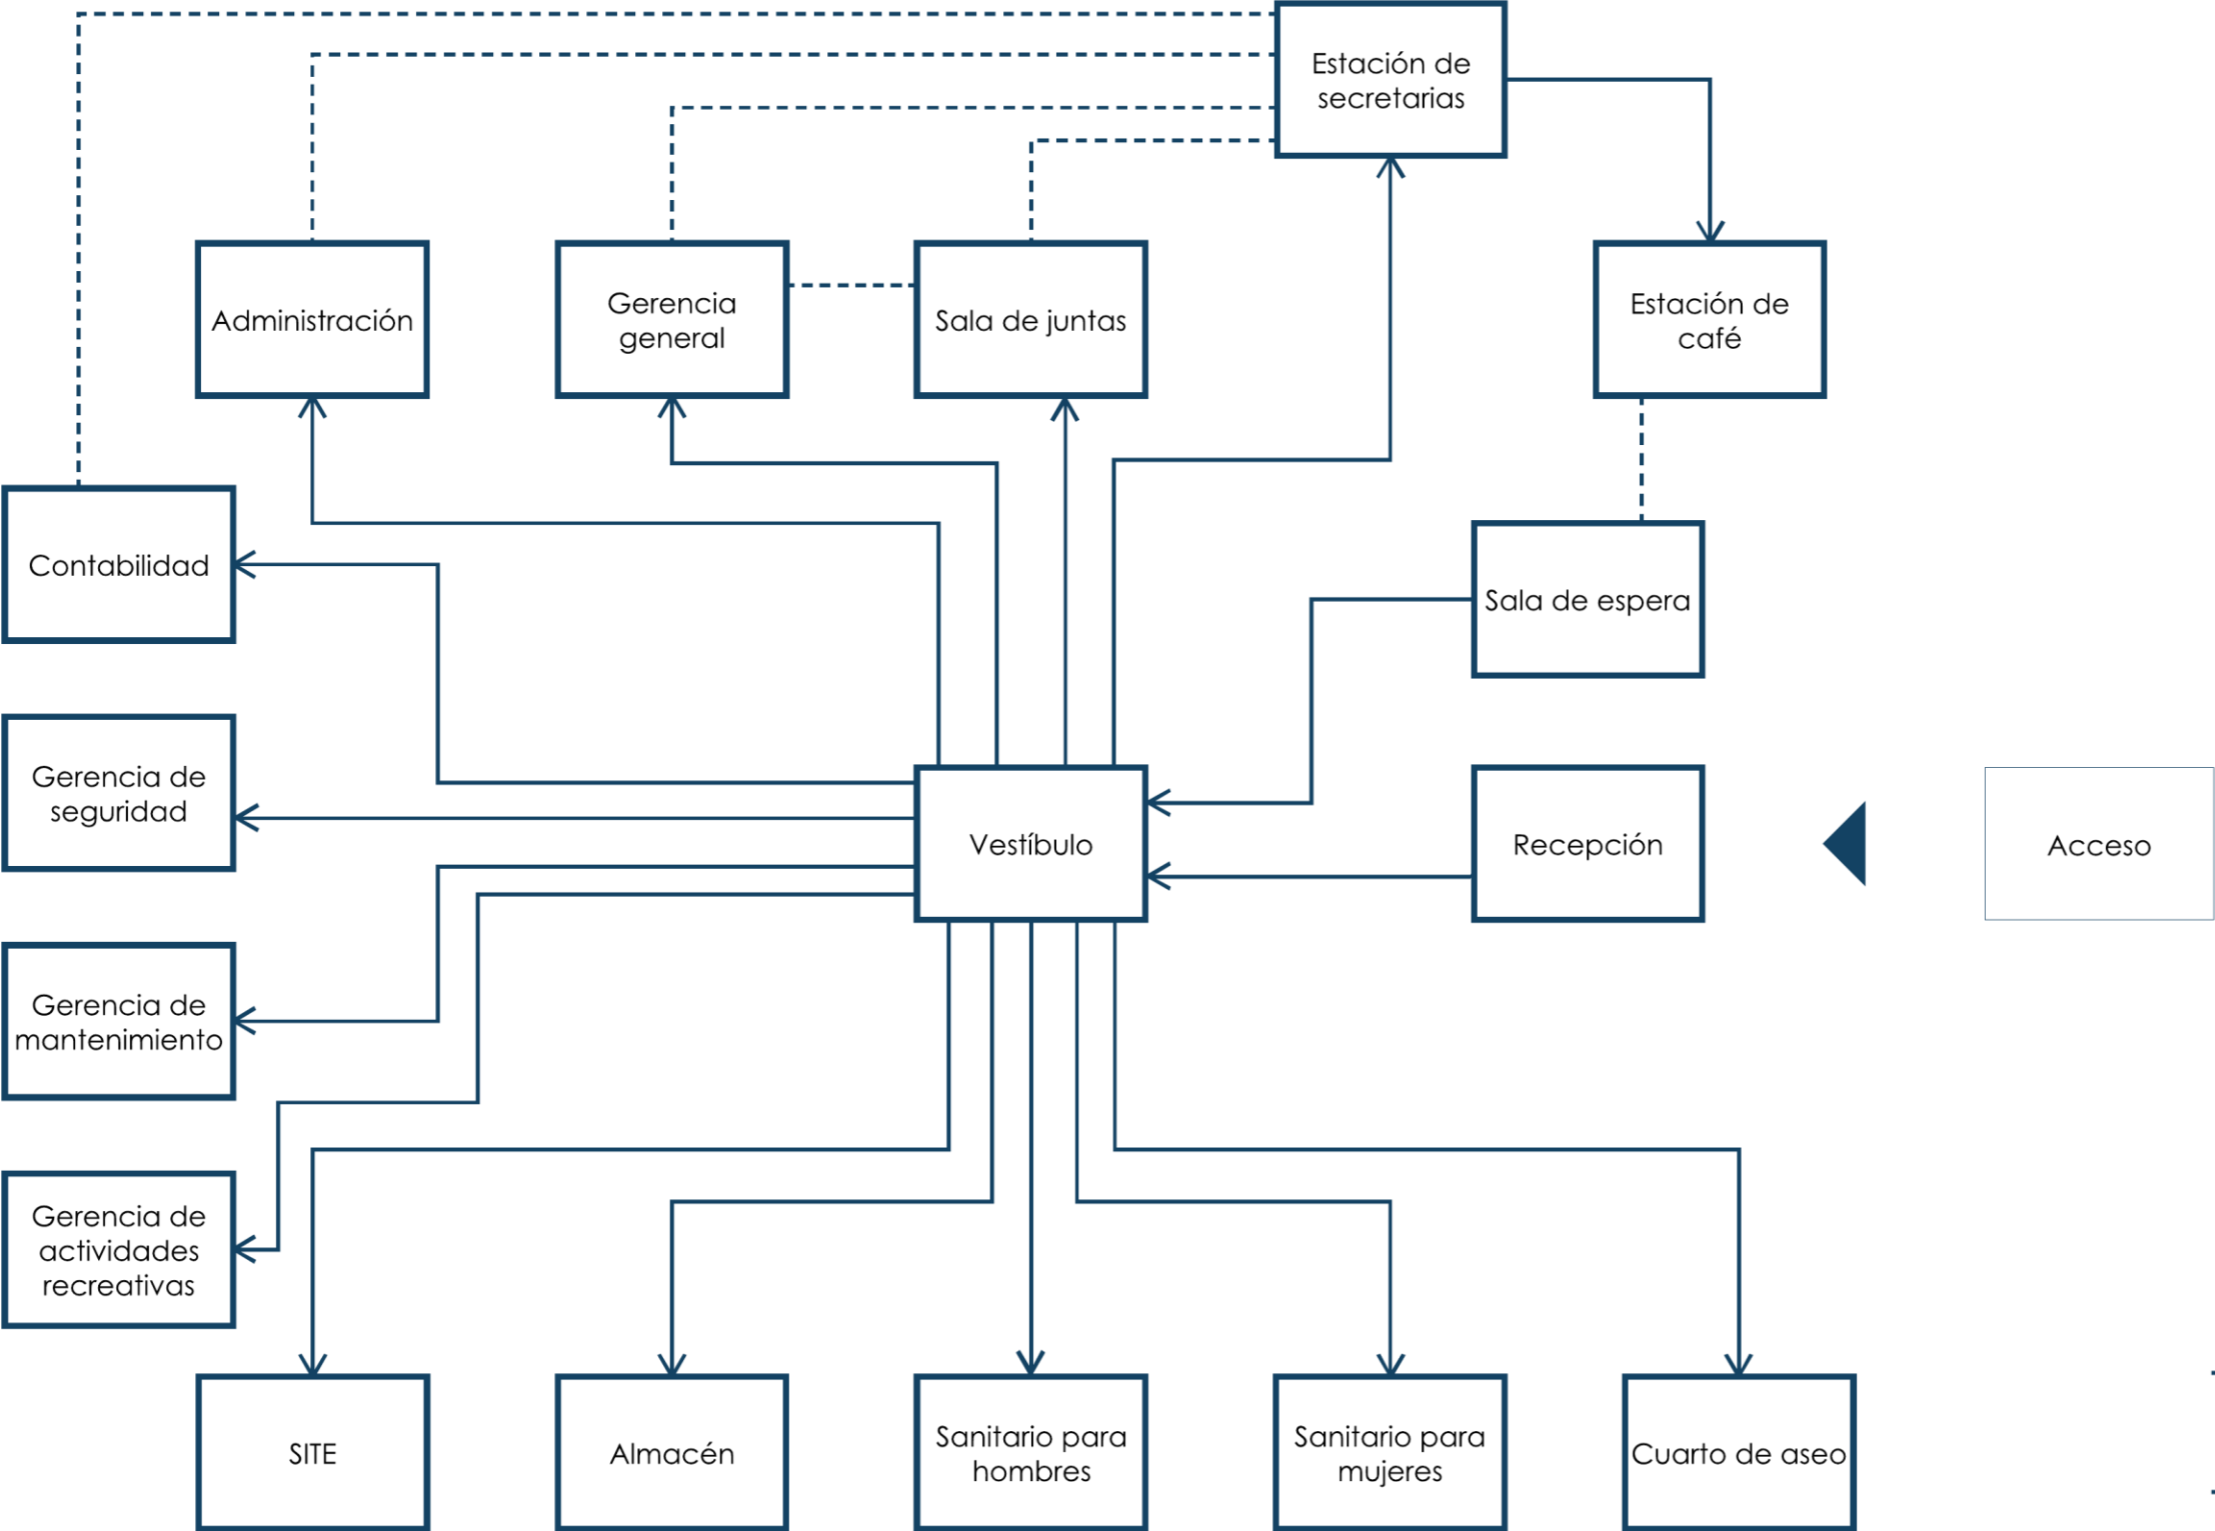 Estación de
secretarias
Administración
Gerencia
general
Sala de juntas
Estación de
café
Contabilidad
Sala de espera
Gerencia de
seguridad
Vestíbulo
Recepción
Acceso
Gerencia de
mantenimiento
Gerencia de
actividades
recreativas
SITE
Almacén
Sanitario para
hombres
Sanitario para
mujeres
Cuarto de aseo